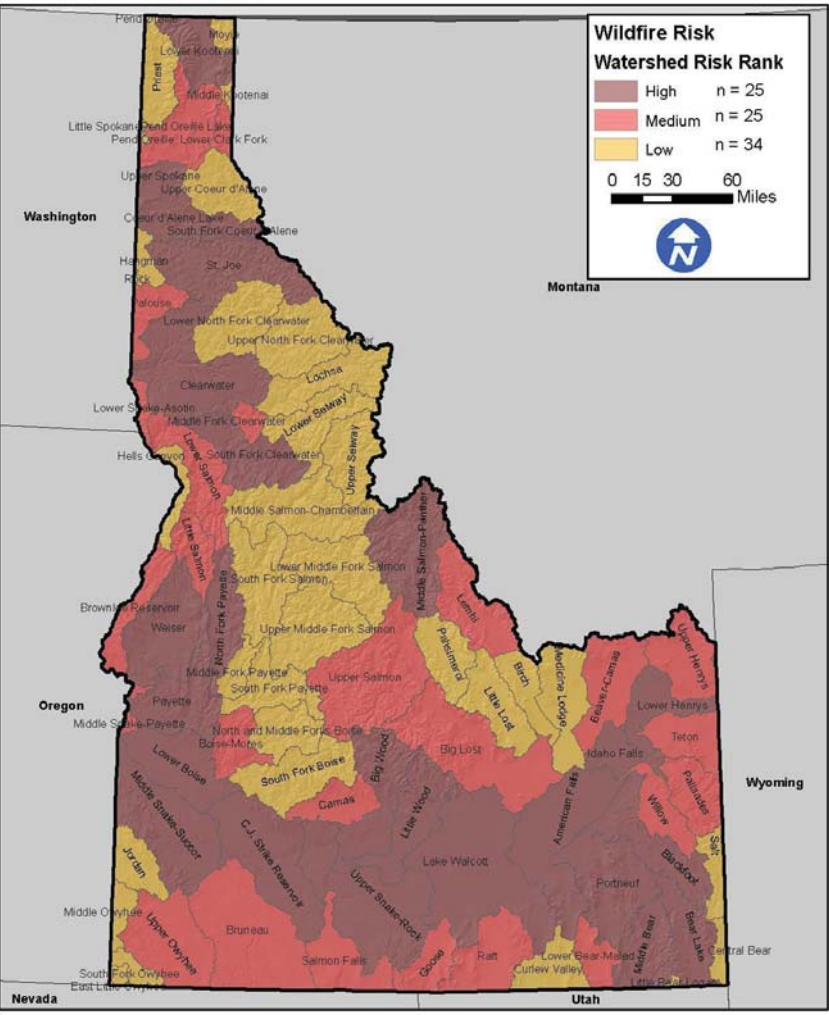 Wildfire Risk
Watershed Risk Rank
High n = 25
Medium n = 25
Low n = 34
0 15 30 60
Miles
N
Pend Oreille
Moyie
Lower Kootenai
Priest
Middle Kootenai
Little Spokane
Pend Oreille Lake
Pend Oreille
Lower Clark Fork
Upper Spokane
Upper Coeur d'Alene
Washington
Coeur d'Alene Lake
South Fork Coeur d'Alene
Hangman
St. Joe
Rock
Montana
Palouse
Lower North Fork Clearwater
Upper North Fork Clearwater
Lochsa
Clearwater
Lower Snake-Asotin
Lower Selway
Middle Fork Clearwater
Hells Canyon
Lower Salmon
South Fork Clearwater
Upper Selway
Middle Salmon-Chamberlain
Little Salmon
Middle Salmon-Panther
Lower Middle Fork Salmon
South Fork Salmon
Lemhi
Brownlee Reservoir
North Fork Payette
Weiser
Upper Middle Fork Salmon
Pahsimeroi
Upper Henrys
Middle Fork Payette
Upper Salmon
Birch
Medicine Lodge
Beaver-Camas
South Fork Payette
Little Lost
Oregon
Payette
Lower Henrys
Middle Snake-Payette
North and Middle Forks Boise
Boise-Mores
Teton
Big Lost
Idaho Falls
Lower Boise
South Fork Boise
Big Wood
Palisades
Wyoming
Camas
Little Wood
American Falls
Willow
Middle Snake-Succor
C.J. Strike Reservoir
Salt
Jordan
Lake Walcott
Blackfoot
Portneuf
Upper Snake-Rock
Middle Owyhee
Upper Owyhee
Bruneau
Middle Bear
Bear Lake
Central Bear
Salmon Falls
Goose
Raft
Lower Bear-Malad
Curlew Valley
South Fork Owyhee
East Little Owyhee
Little Bear-Logan
Nevada
Utah